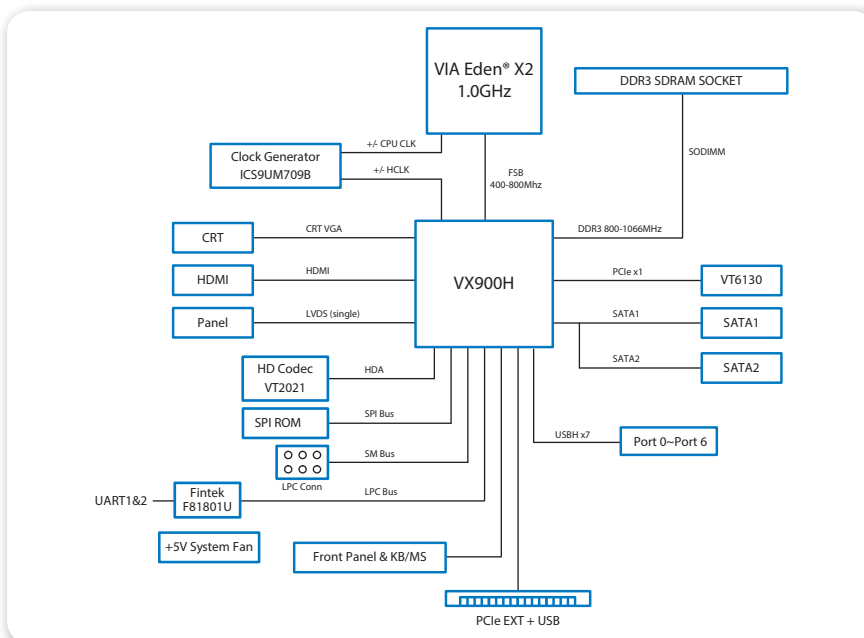 VIA Eden® X2
1.0GHz
DDR3 SDRAM SOCKET
+/- CPU CLK
Clock Generator
ICS9UM709B
+/- HCLK
FSB
400-800Mhz
SODIMM
CRT
CRT VGA
DDR3 800-1066MHz
HDMI
HDMI
VX900H
PCIe x1
VT6130
Panel
LVDS (single)
SATA1
SATA1
SATA2
SATA2
HD Codec
VT2021
HDA
SPI ROM
SPI Bus
USBH x7
Port 0~Port 6
SM Bus
LPC Conn
UART1&2
Fintek
F81801U
LPC Bus
+5V System Fan
Front Panel & KB/MS
PCIe EXT + USB